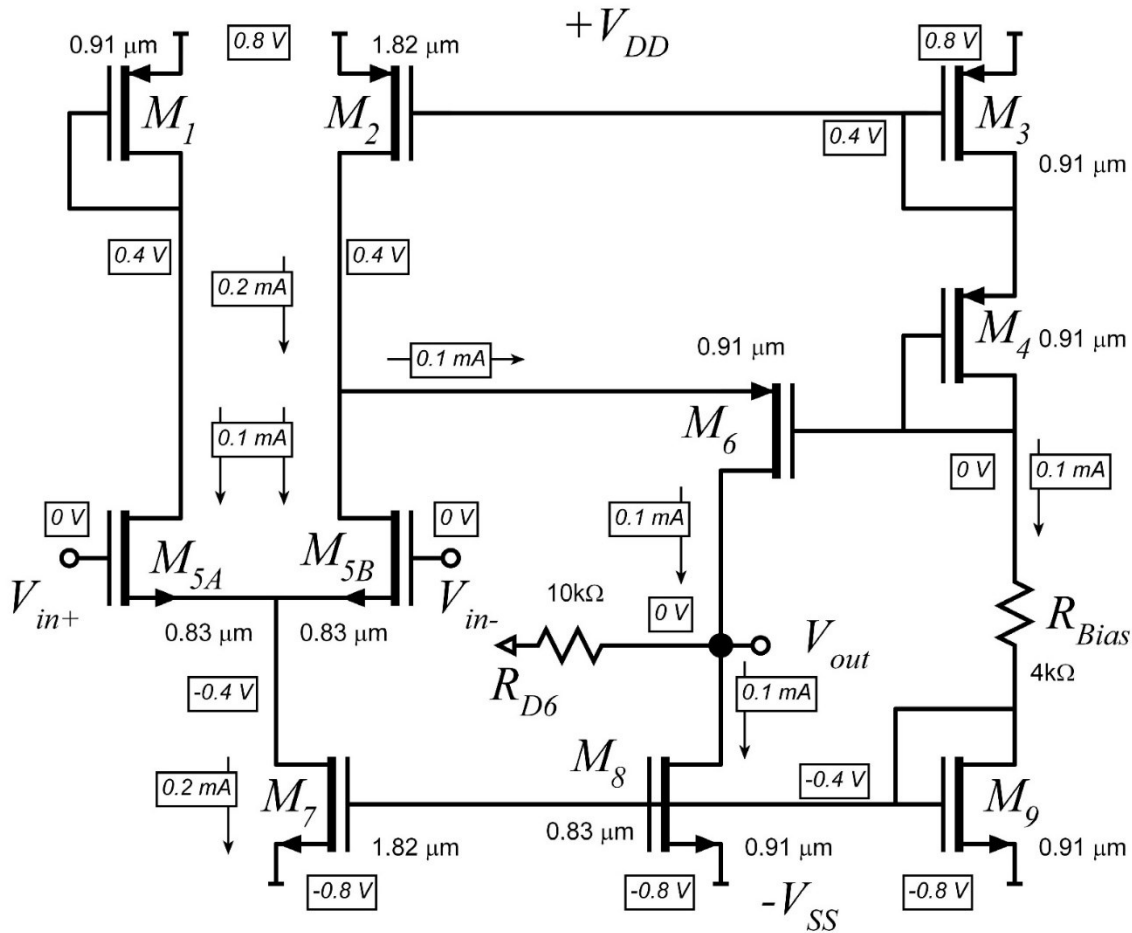 0.91 μm
0.8 V
1.82 μm
+V_DD
0.8 V
M_1
M_2
0.4 V
M_3
0.91 μm
0.4 V
0.4 V
0.2 mA
0.1 mA
0.91 μm
M_4
0.91 μm
M_6
0.1 mA
0 V
0.1 mA
0 V
0 V
0.1 mA
M_5A
M_5B
V_in+
V_in-
10kΩ
0 V
V_out
R_Bias
0.83 μm
0.83 μm
R_D6
4kΩ
-0.4 V
0.1 mA
M_8
-0.4 V
0.2 mA
M_7
M_9
1.82 μm
0.83 μm
0.91 μm
0.91 μm
-0.8 V
-0.8 V
-V_SS
-0.8 V